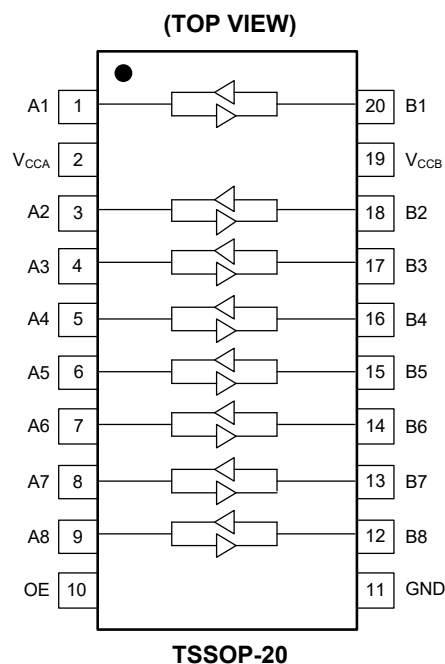 (TOP VIEW)
A1 1 20 B1
VCCA 2 19 VCCB
A2 3 18 B2
A3 4 17 B3
A4 5 16 B4
A5 6 15 B5
A6 7 14 B6
A7 8 13 B7
A8 9 12 B8
OE 10 11 GND
TSSOP-20